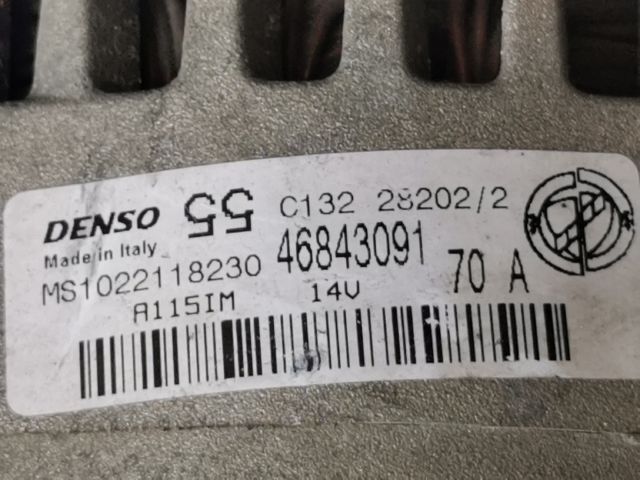 DENSO 55 C132 28202/2
Made in Italy 46843091 70 A
MS1022118230
A115IM 14V